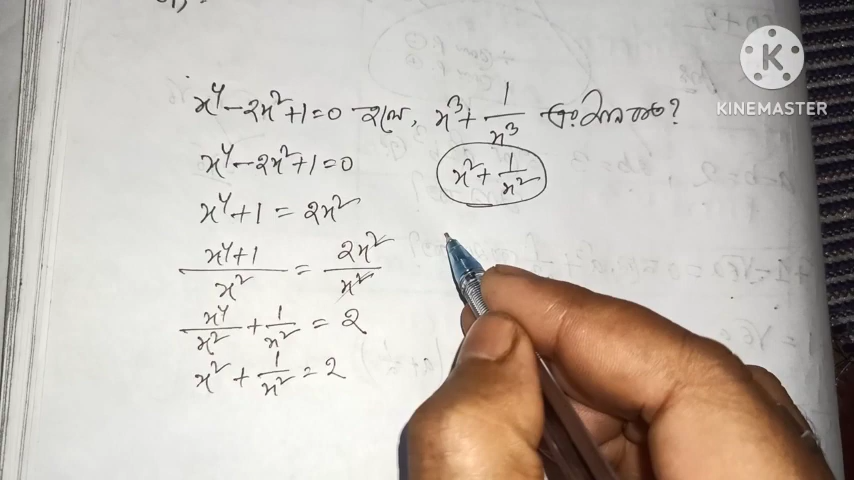 x⁴-2x²+1=0 হলে, x³+1/x³ এর মান কত?
x⁴-2x²+1=0
x²+1/x²
x⁴+1=2x²
x⁴+1/x² = 2x²/x²
x⁴/x²+1/x²=2
x²+1/x²=2
KINEMASTER